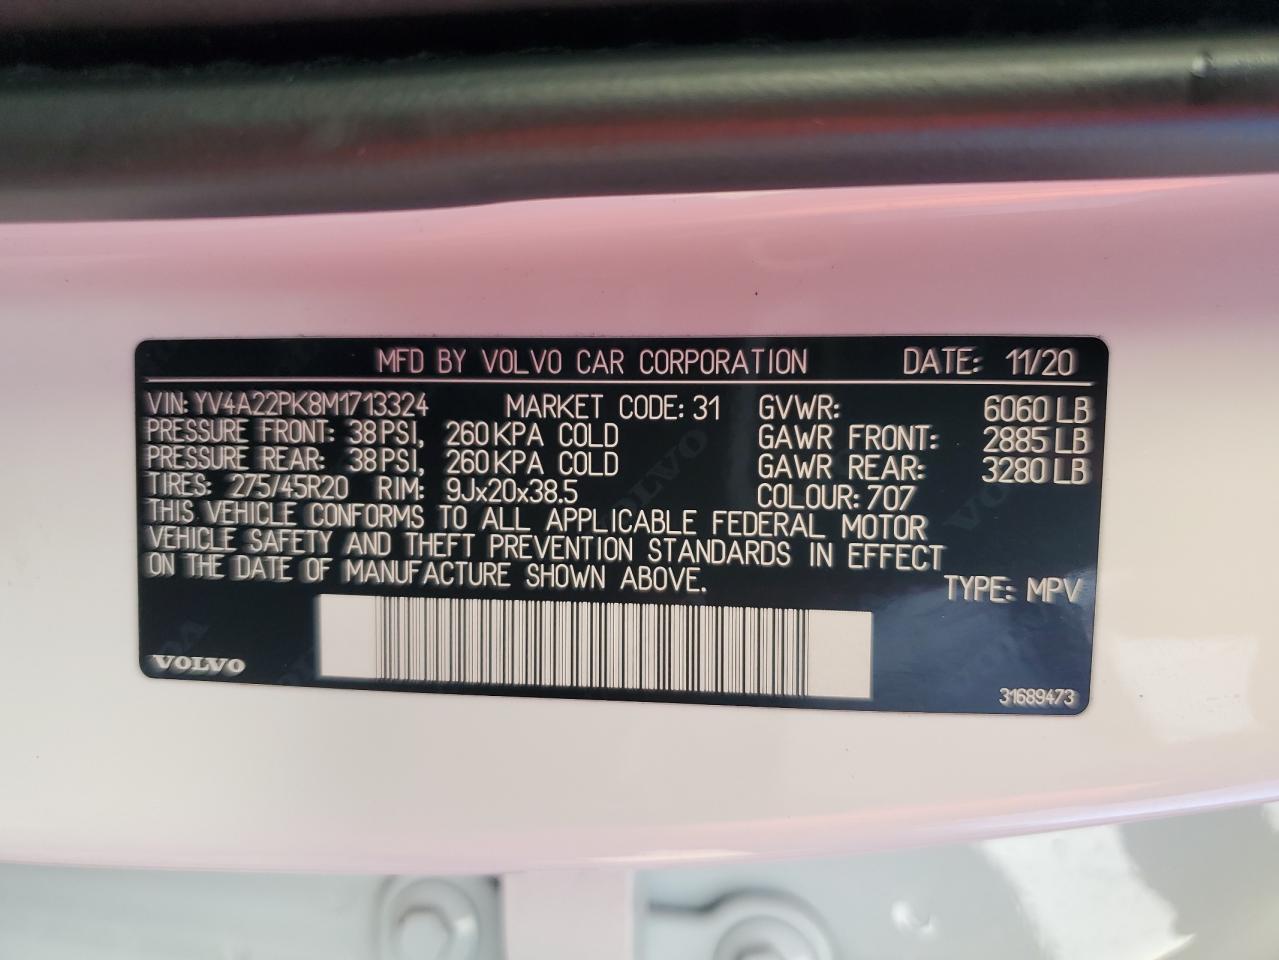 MFD BY VOLVO CAR CORPORATION DATE: 11/20
VIN: YV4A22PK8M1713324 MARKET CODE: 31 GVWR: 6060 LB
PRESSURE FRONT: 38 PSI, 260 KPA COLD GAWR FRONT: 2885 LB
PRESSURE REAR: 38 PSI, 260 KPA COLD GAWR REAR: 3280 LB
TIRES: 275/45R20 RIM: 9Jx20x38.5 COLOUR: 707
THIS VEHICLE CONFORMS TO ALL APPLICABLE FEDERAL MOTOR
VEHICLE SAFETY AND THEFT PREVENTION STANDARDS IN EFFECT
ON THE DATE OF MANUFACTURE SHOWN ABOVE. TYPE: MPV
VOLVO
31689473